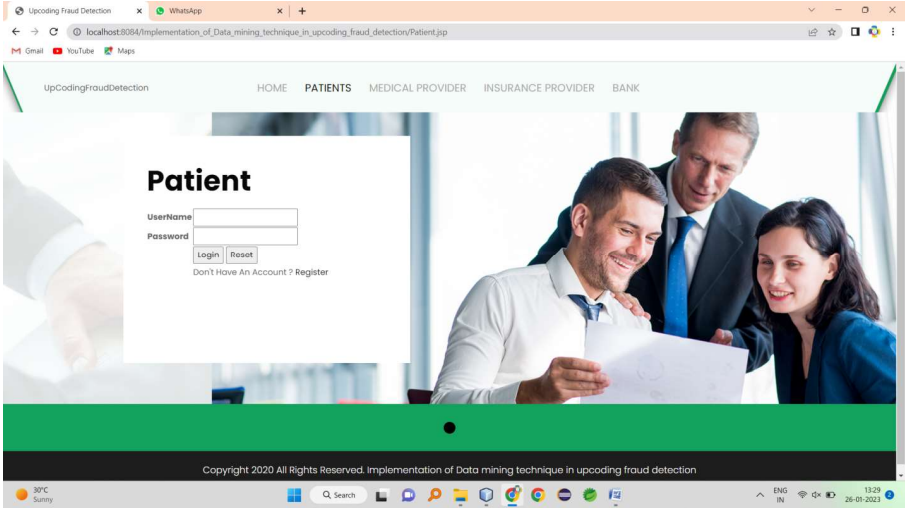 Upcoding Fraud Detection
WhatsApp
localhost:8084/Implementation_of_Data_mining_technique_in_upcoding_fraud_detection/Patient.jsp
Gmail YouTube Maps
UpCodingFraudDetection HOME PATIENTS MEDICAL PROVIDER INSURANCE PROVIDER BANK
Patient
UserName
Password
Login Reset
Don't Have An Account ? Register
Copyright 2020 All Rights Reserved. Implementation of Data mining technique in upcoding fraud detection
30°C
Sunny
Search
ENG
IN
13:29
26-01-2023
2